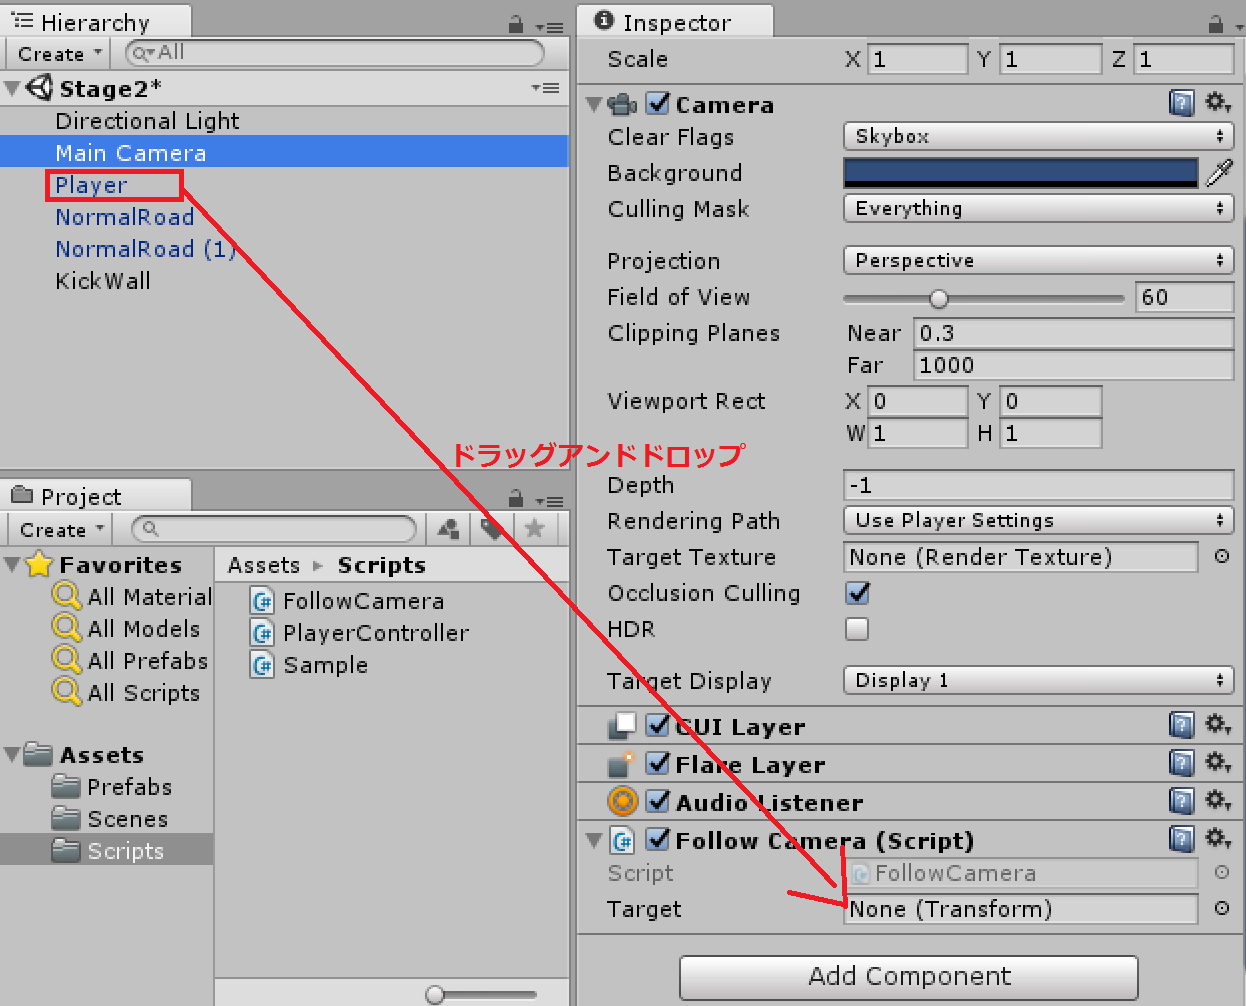 Hierarchy
Create
All
Stage2*
Directional Light
Main Camera
Player
NormalRoad
NormalRoad (1)
KickWall
ドラッグアンドドロップ
Project
Create
Favorites
All Material
All Models
All Prefabs
All Scripts
Assets
Prefabs
Scenes
Scripts
Assets ▸ Scripts
FollowCamera
PlayerController
Sample
Inspector
Scale X 1 Y 1 Z 1
Camera
Clear Flags Skybox
Background
Culling Mask Everything
Projection Perspective
Field of View 60
Clipping Planes Near 0.3
Far 1000
Viewport Rect X 0 Y 0
W 1 H 1
Depth -1
Rendering Path Use Player Settings
Target Texture None (Render Texture)
Occlusion Culling
HDR
Target Display Display 1
GUI Layer
Flare Layer
Audio Listener
Follow Camera (Script)
Script FollowCamera
Target None (Transform)
Add Component